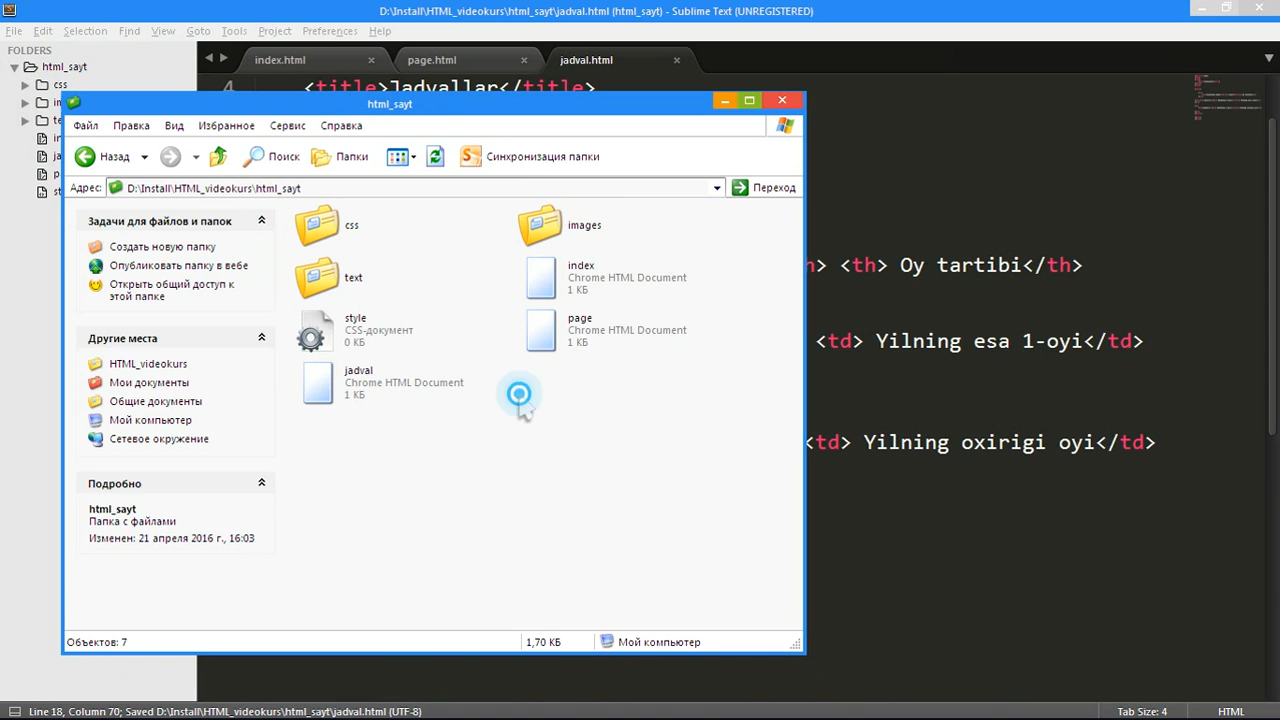 D:\Install\HTML_videokurs\html_sayt\jadval.html (html_sayt) - Sublime Text (UNREGISTERED)
File Edit Selection Find View Goto Tools Project Preferences Help
FOLDERS
html_sayt
css
index.html
page.html
jadval.html
4 <title>Jadvallar</title>
html_sayt
Файл Правка Вид Избранное Сервис Справка
Назад Поиск Папки Синхронизация папки
Адрес: D:\Install\HTML_videokurs\html_sayt Переход
Задачи для файлов и папок
Создать новую папку
Опубликовать папку в вебе
Открыть общий доступ к
этой папке
Другие места
HTML_videokurs
Мои документы
Общие документы
Мой компьютер
Сетевое окружение
Подробно
html_sayt
Папка с файлами
Изменен: 21 апреля 2016 г., 16:03
css
images
text
index
Chrome HTML Document
1 КБ
style
CSS-документ
0 КБ
page
Chrome HTML Document
1 КБ
jadval
Chrome HTML Document
1 КБ
> <th> Oy tartibi</th>
<td> Yilning esa 1-oyi</td>
<td> Yilning oxirigi oyi</td>
Объектов: 7
1,70 КБ
Мой компьютер
Line 18, Column 70; Saved D:\Install\HTML_videokurs\html_sayt\jadval.html (UTF-8)
Tab Size: 4
HTML